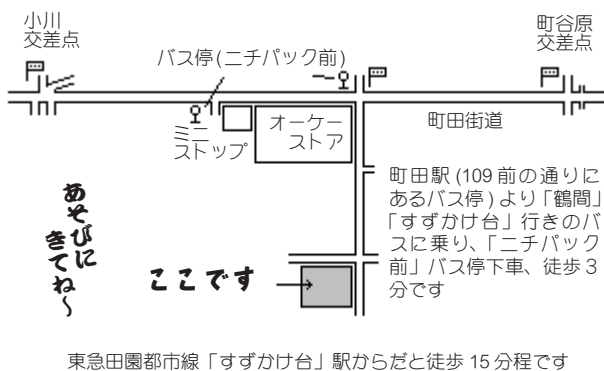 小川
交差点
町谷原
交差点
バス停(ニチパック前)
ミニ
ストップ
オーケー
ストア
町田街道
町田駅(109前の通りに
あるバス停)より「鶴間」
「すずかけ台」行きのバ
スに乗り、「ニチパック
前」バス停下車、徒歩3
分です
あそびに
きてね～
ここです
東急田園都市線「すずかけ台」駅からだと徒歩15分程です